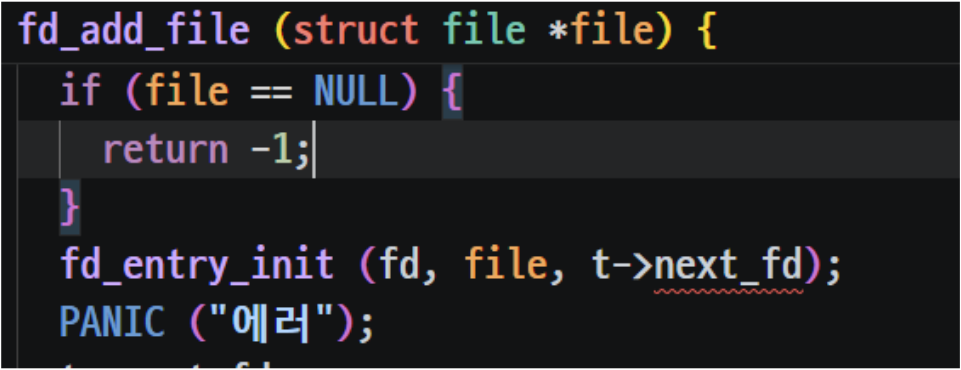 fd_add_file (struct file *file) {
if (file == NULL) {
return -1;
}
fd_entry_init (fd, file, t->next_fd);
PANIC ("에러");